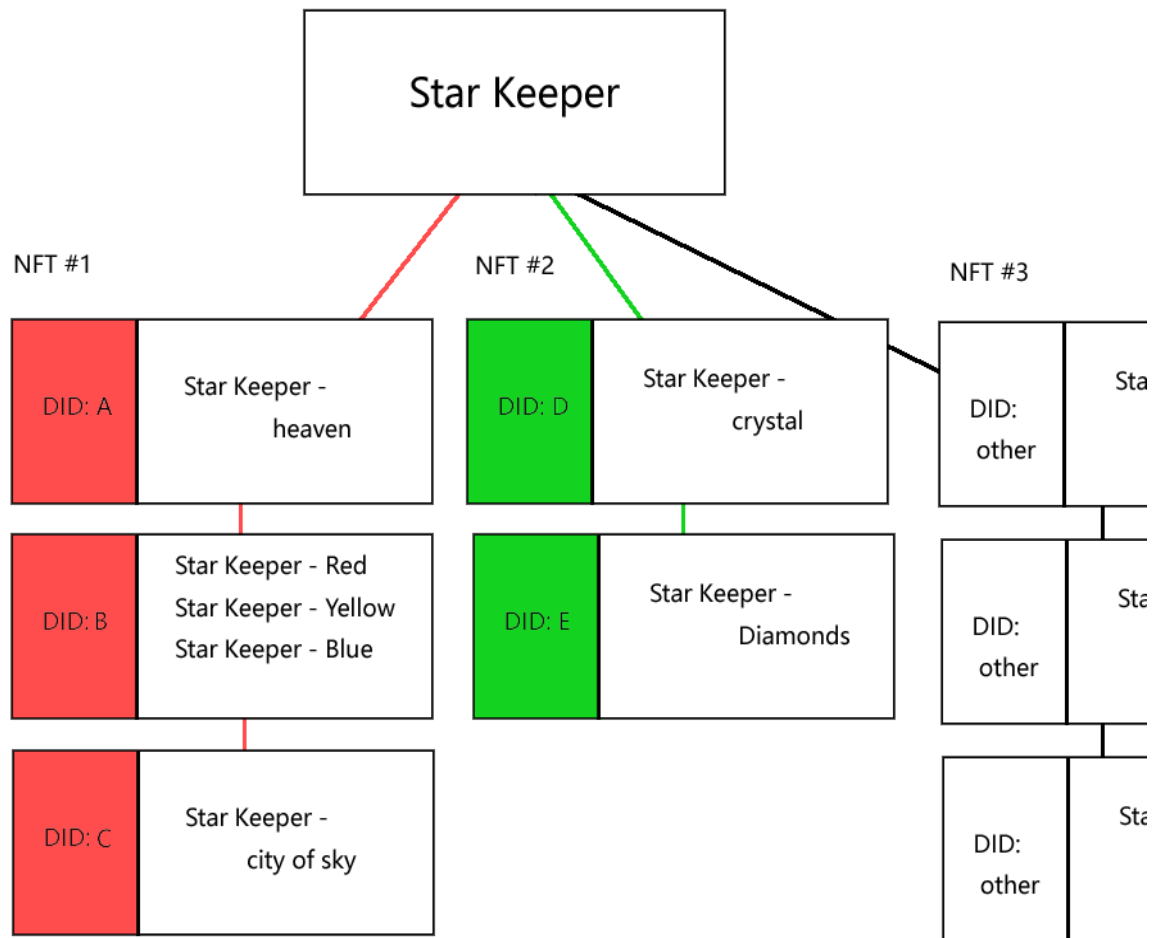 Star Keeper
NFT #1
DID: A
Star Keeper -
heaven
DID: B
Star Keeper - Red
Star Keeper - Yellow
Star Keeper - Blue
DID: C
Star Keeper -
city of sky
NFT #2
DID: D
Star Keeper -
crystal
DID: E
Star Keeper -
Diamonds
NFT #3
DID:
other
DID:
other
DID:
other